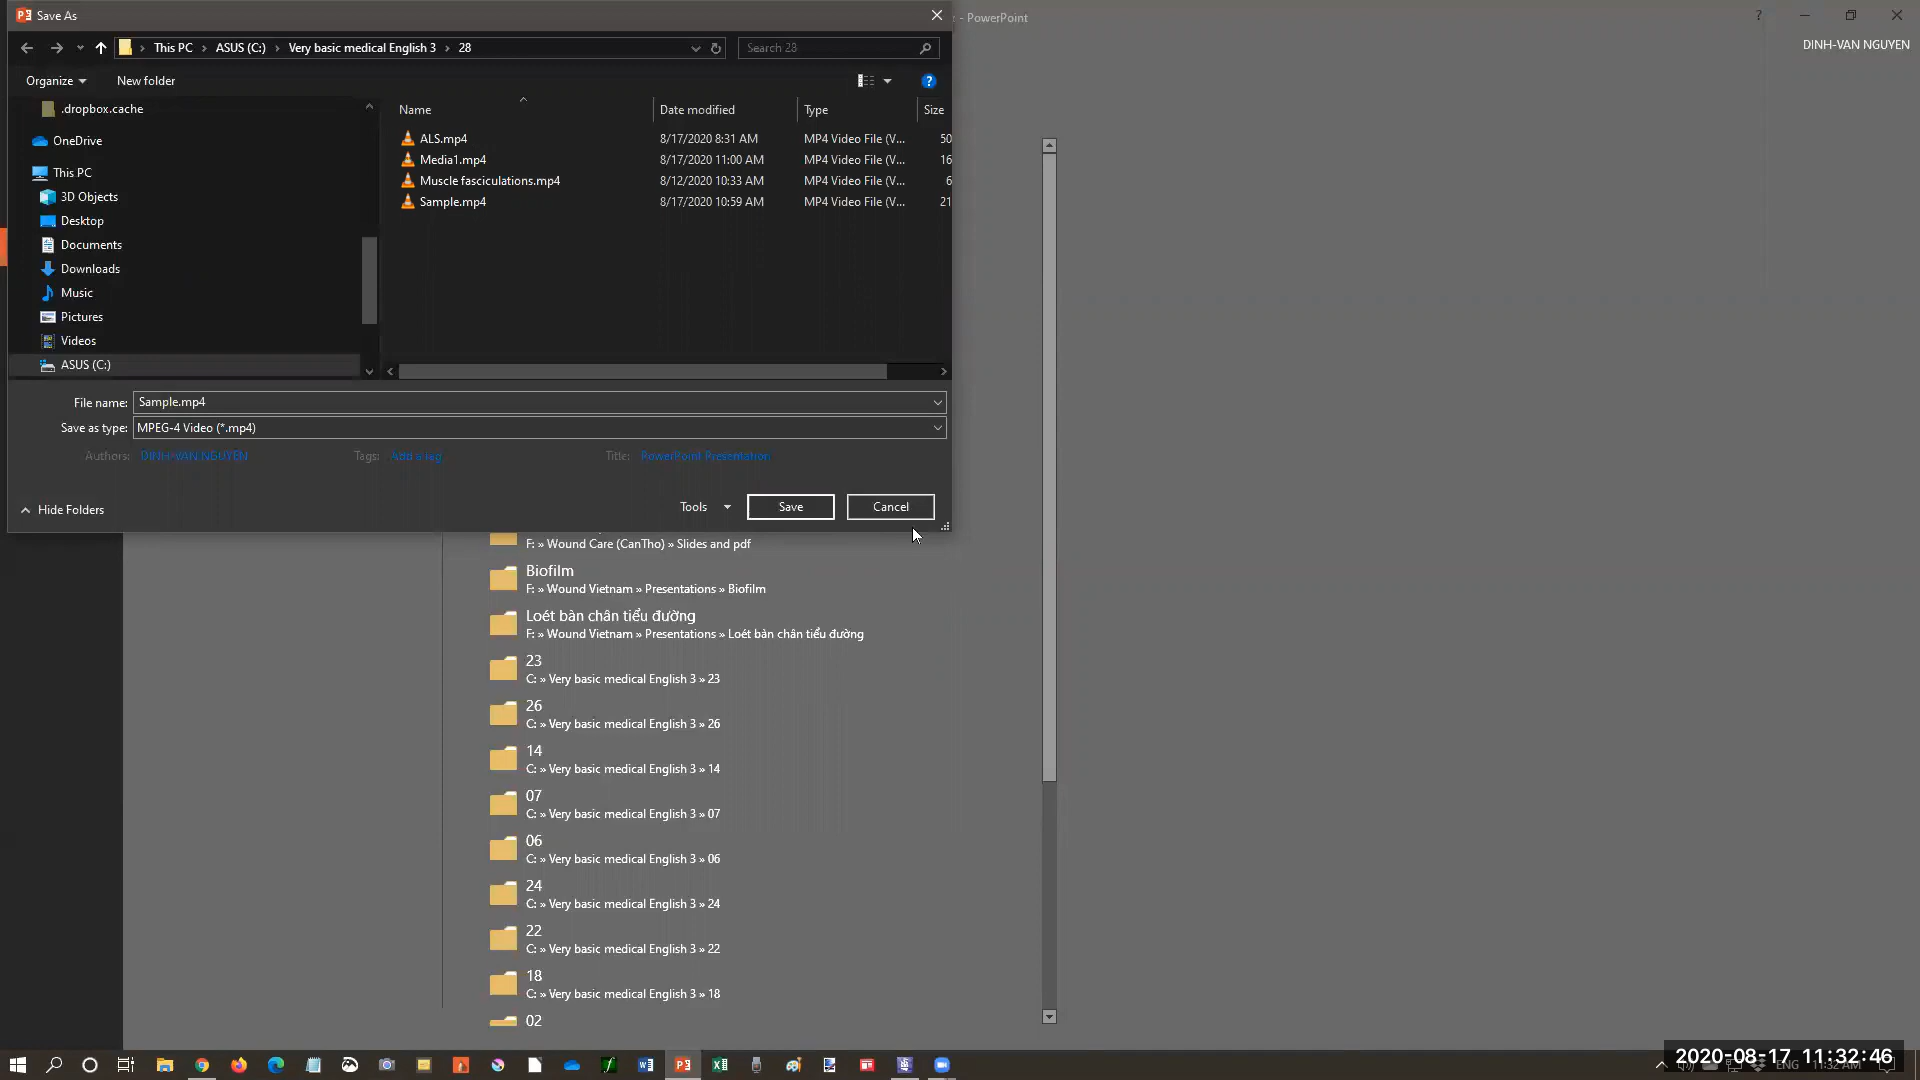 Save As
- PowerPoint
?
DINH-VAN NGUYEN
This PC
ASUS (C:)
Very basic medical English 3
28
Search 28
Organize
New folder
?
.dropbox.cache
OneDrive
This PC
3D Objects
Desktop
Documents
Downloads
Music
Pictures
Videos
ASUS (C:)
Name Date modified Type Size
ALS.mp4 8/17/2020 8:31 AM MP4 Video File (V... 50
Media1.mp4 8/17/2020 11:00 AM MP4 Video File (V... 16
Muscle fasciculations.mp4 8/12/2020 10:33 AM MP4 Video File (V... 6
Sample.mp4 8/17/2020 10:59 AM MP4 Video File (V... 21
File name: Sample.mp4
Save as type: MPEG-4 Video (*.mp4)
Authors: DINH-VAN NGUYEN Tags: Add a tag Title: PowerPoint Presentation
Hide Folders
Tools
Save
Cancel
F: » Wound Care (CanTho) » Slides and pdf
Biofilm
F: » Wound Vietnam » Presentations » Biofilm
Loét bàn chân tiểu đường
F: » Wound Vietnam » Presentations » Loét bàn chân tiểu đường
23
C: » Very basic medical English 3 » 23
26
C: » Very basic medical English 3 » 26
14
C: » Very basic medical English 3 » 14
07
C: » Very basic medical English 3 » 07
06
C: » Very basic medical English 3 » 06
24
C: » Very basic medical English 3 » 24
22
C: » Very basic medical English 3 » 22
18
C: » Very basic medical English 3 » 18
02
2020-08-17 11:32:46
ENG 11:32 AM